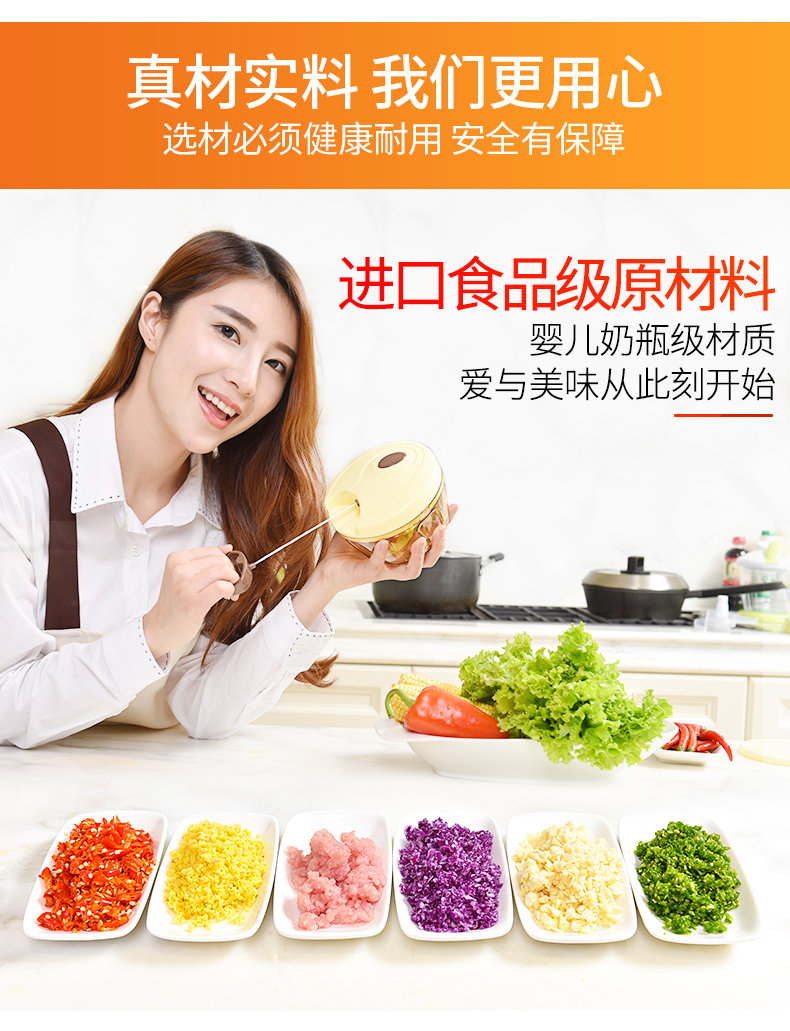 真材实料 我们更用心
选材必须健康耐用 安全有保障
进口食品级原材料
婴儿奶瓶级材质
爱与美味从此刻开始